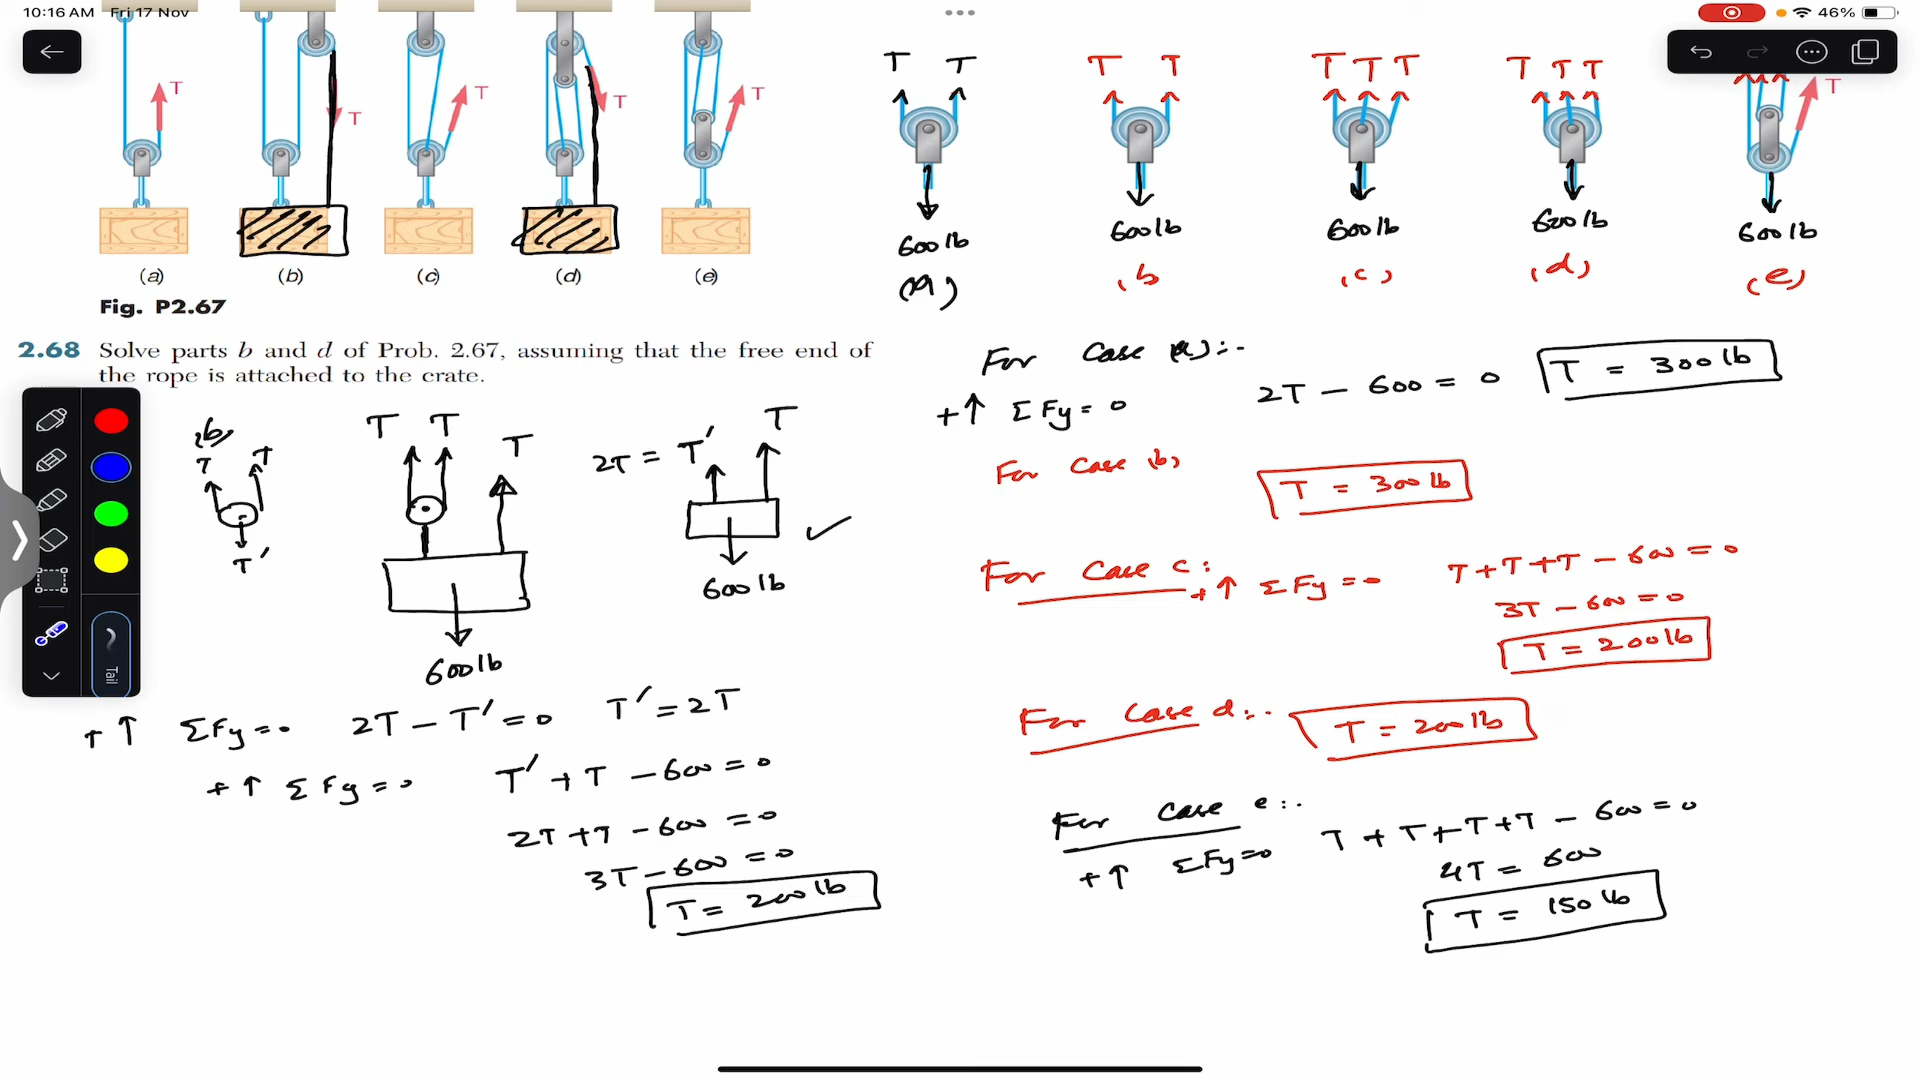 10:16 AM Fri 17 Nov
46%
T
T
T
T
T
T
(a)
(b)
(c)
(d)
(e)
Fig. P2.67
2.68 Solve parts b and d of Prob. 2.67, assuming that the free end of
the rope is attached to the crate.
T T
T T
T T T
T T T
600 lb
600 lb
600 lb
600 lb
600 lb
(a)
(b
(c)
(d)
(e)
Tail
(b)
T T
T'
T T
T
600 lb
2T = T'
T
600 lb
+↑ ΣFy=0 2T - T' = 0 T' = 2T
+↑ ΣFy=0 T' + T - 600 = 0
2T + T - 600 = 0
3T - 600 = 0
T = 200 lb
For Case (a):-
+↑ ΣFy = 0 2T - 600 = 0 T = 300 lb
For Case (b)
T = 300 lb
For Case c:
+↑ ΣFy = 0 T+T+T - 600 = 0
3T - 600 = 0
T = 200 lb
For Case d:-
T = 200 lb
For Case e:-
+↑ ΣFy=0 T + T + T + T - 600 = 0
4T = 600
T = 150 lb